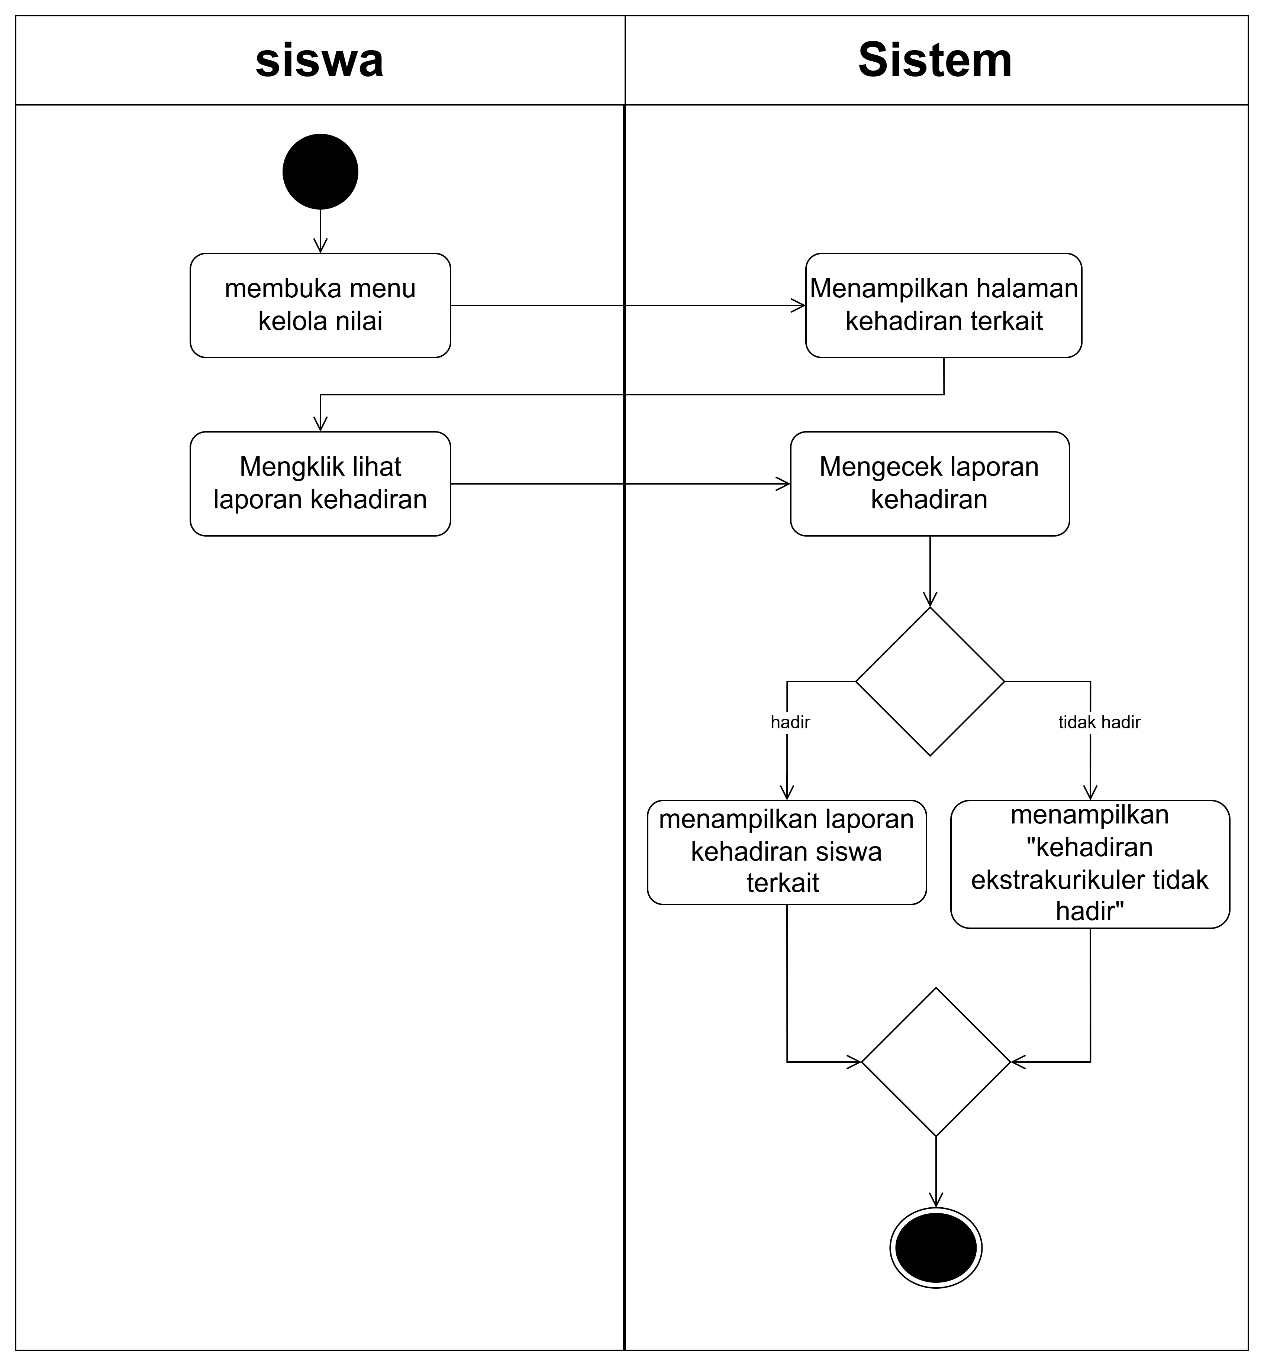 siswa
Sistem
membuka menu
kelola nilai
Menampilkan halaman
kehadiran terkait
Mengklik lihat
laporan kehadiran
Mengecek laporan
kehadiran
hadir
tidak hadir
menampilkan laporan
kehadiran siswa
terkait
menampilkan
"kehadiran
ekstrakurikuler tidak
hadir"